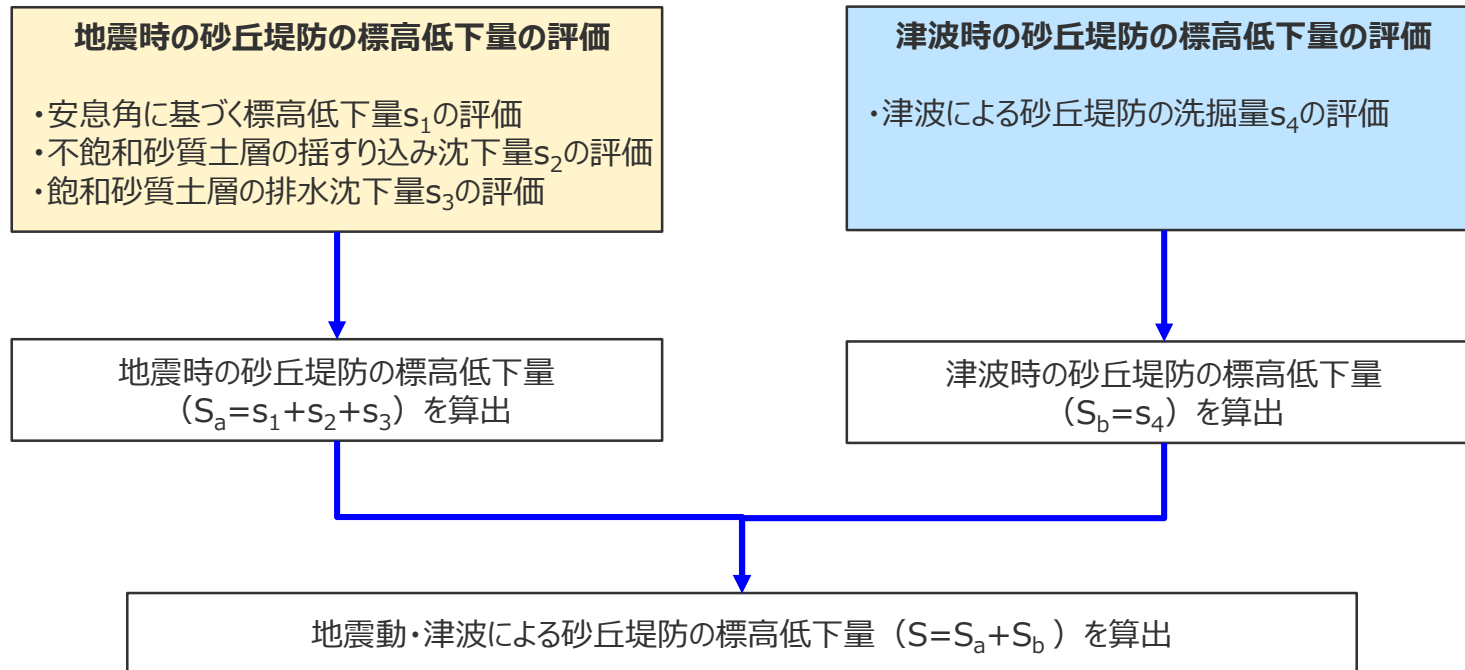 地震時の砂丘堤防の標高低下量の評価
・安息角に基づく標高低下量s₁の評価
・不飽和砂質土層の揺すり込み沈下量s₂の評価
・飽和砂質土層の排水沈下量s₃の評価
津波時の砂丘堤防の標高低下量の評価
・津波による砂丘堤防の洗掘量s₄の評価
地震時の砂丘堤防の標高低下量
（Sₐ=s₁+s₂+s₃）を算出
津波時の砂丘堤防の標高低下量
（S_b=s₄）を算出
地震動・津波による砂丘堤防の標高低下量（S=Sₐ+S_b ）を算出